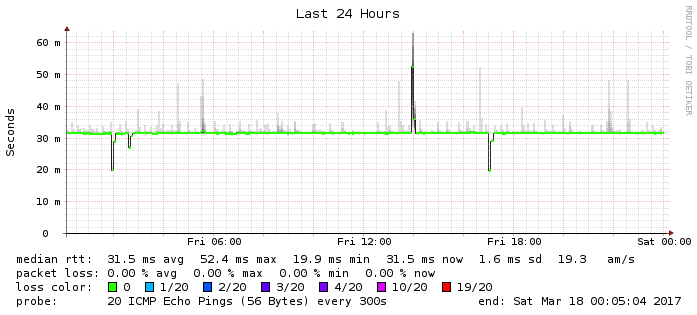 Last 24 Hours
RRDTOOL / TOBI OETIKER
Seconds
60 m
50 m
40 m
30 m
20 m
10 m
0
Fri 06:00 Fri 12:00 Fri 18:00 Sat 00:00
median rtt: 31.5 ms avg 52.4 ms max 19.9 ms min 31.5 ms now 1.6 ms sd 19.3 am/s
packet loss: 0.00 % avg 0.00 % max 0.00 % min 0.00 % now
loss color: 0 1/20 2/20 3/20 4/20 10/20 19/20
probe: 20 ICMP Echo Pings (56 Bytes) every 300s end: Sat Mar 18 00:05:04 2017